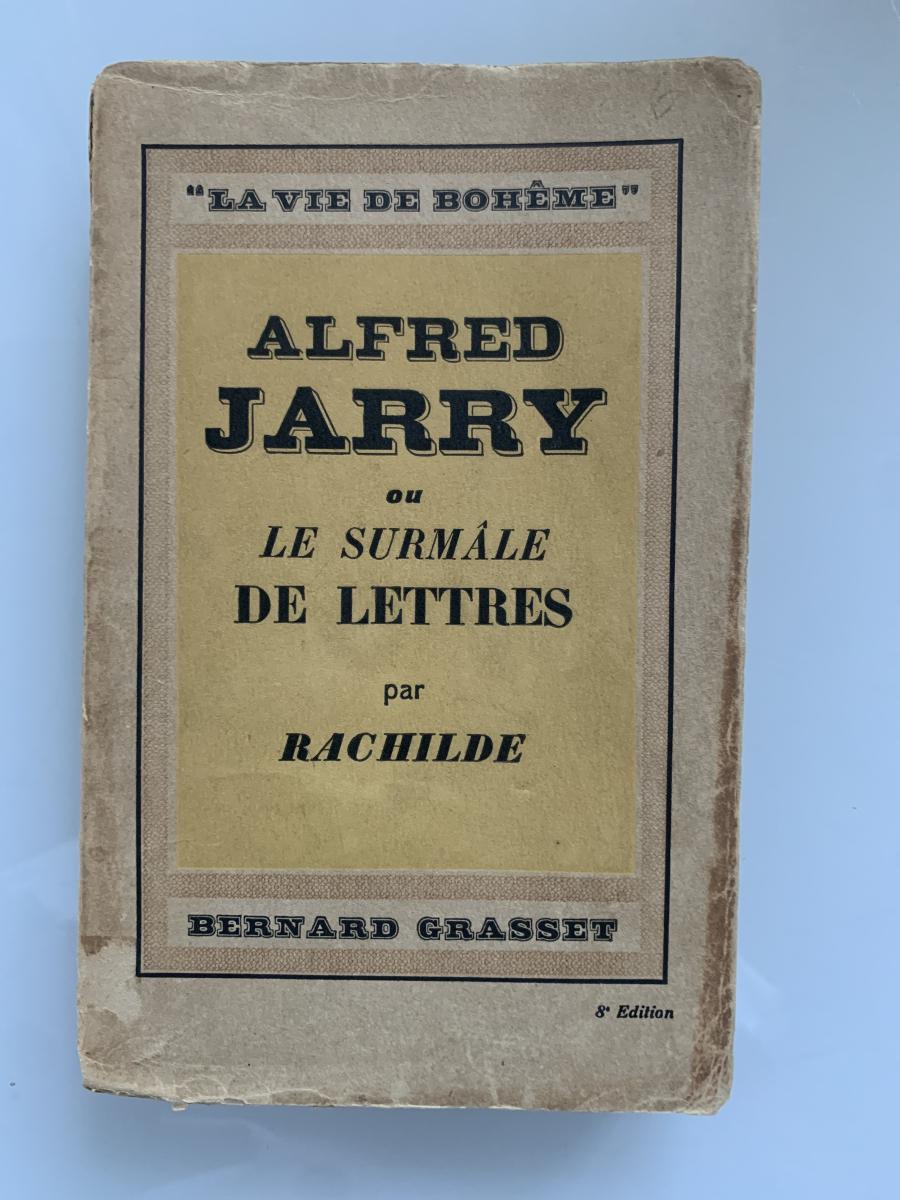 "LA VIE DE BOHÊME"
ALFRED
JARRY
ou
LE SURMÂLE
DE LETTRES
par
RACHILDE
BERNARD GRASSET
8e Edition